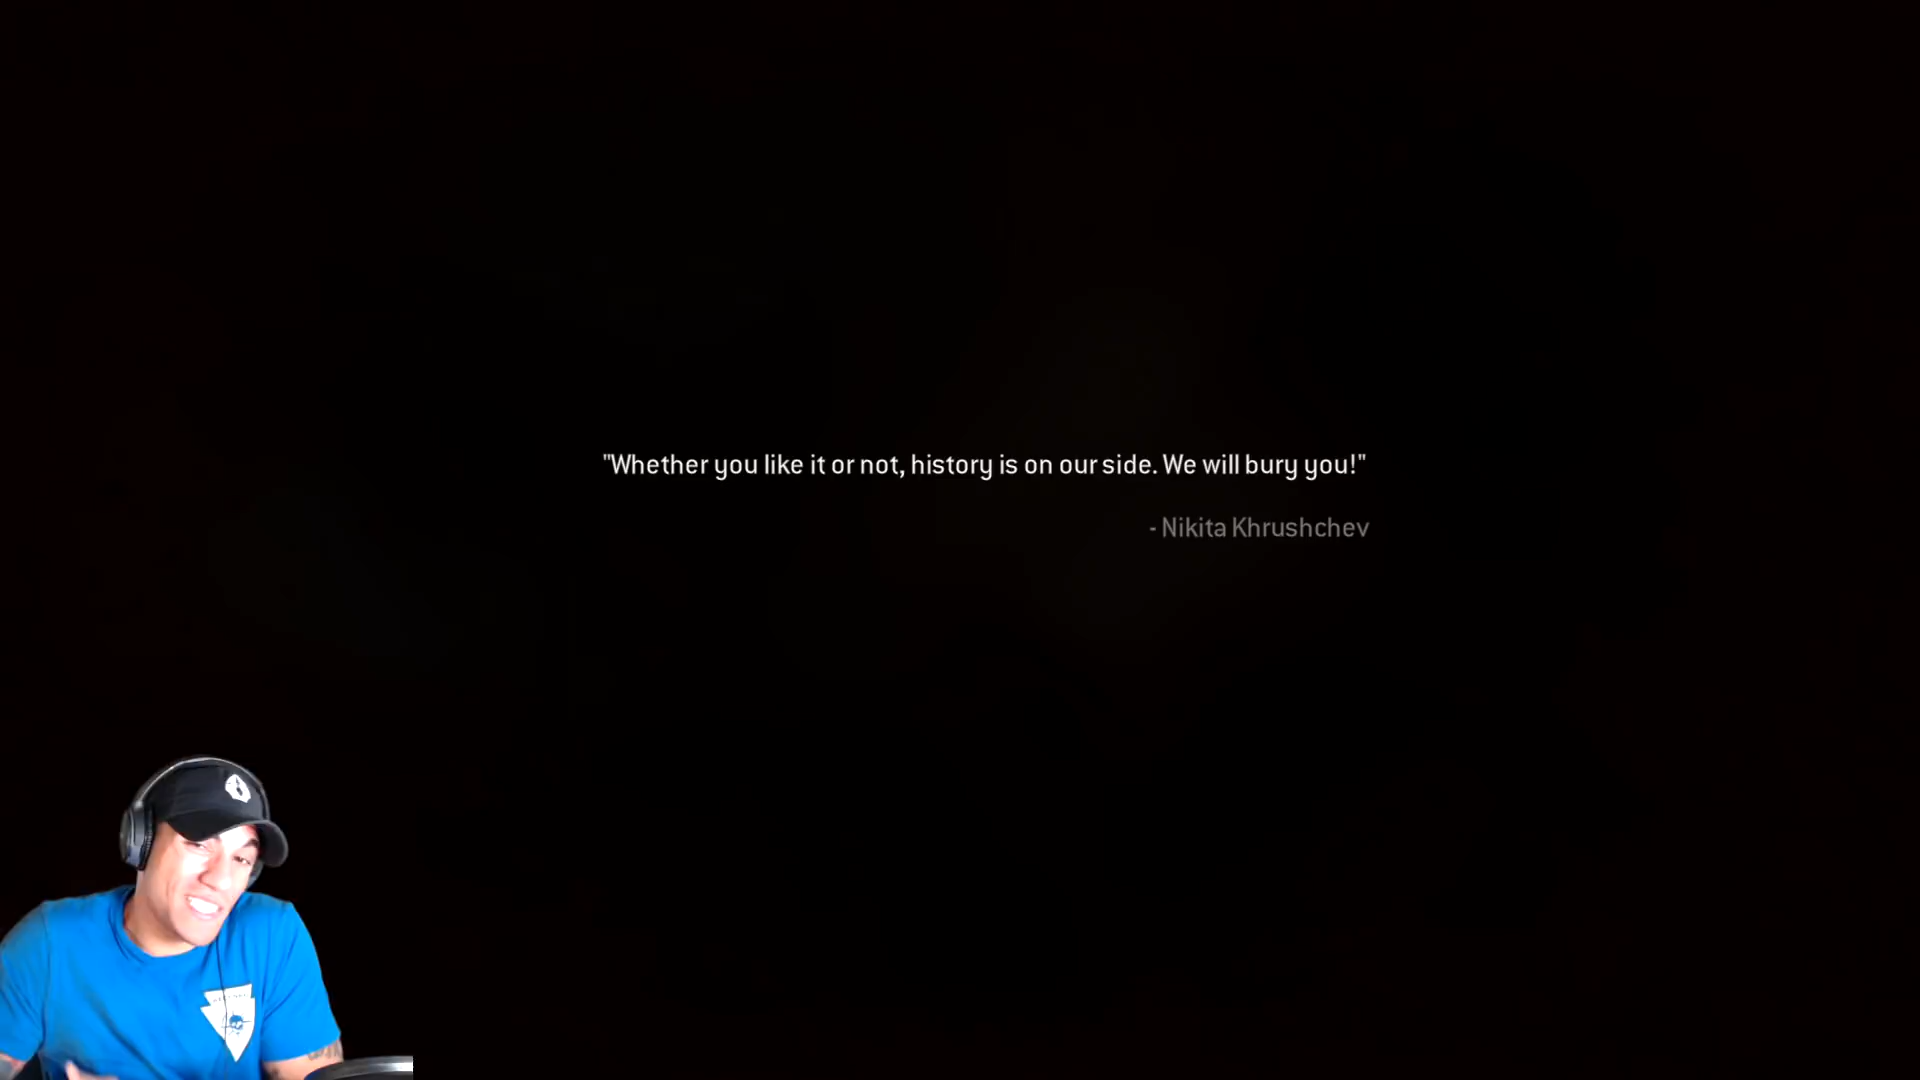 "Whether you like it or not, history is on our side. We will bury you!"
- Nikita Khrushchev